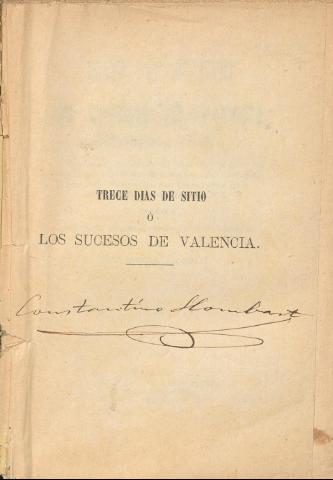 TRECE DIAS DE SITIO
Ó
LOS SUCESOS DE VALENCIA.
Constantino Llombart